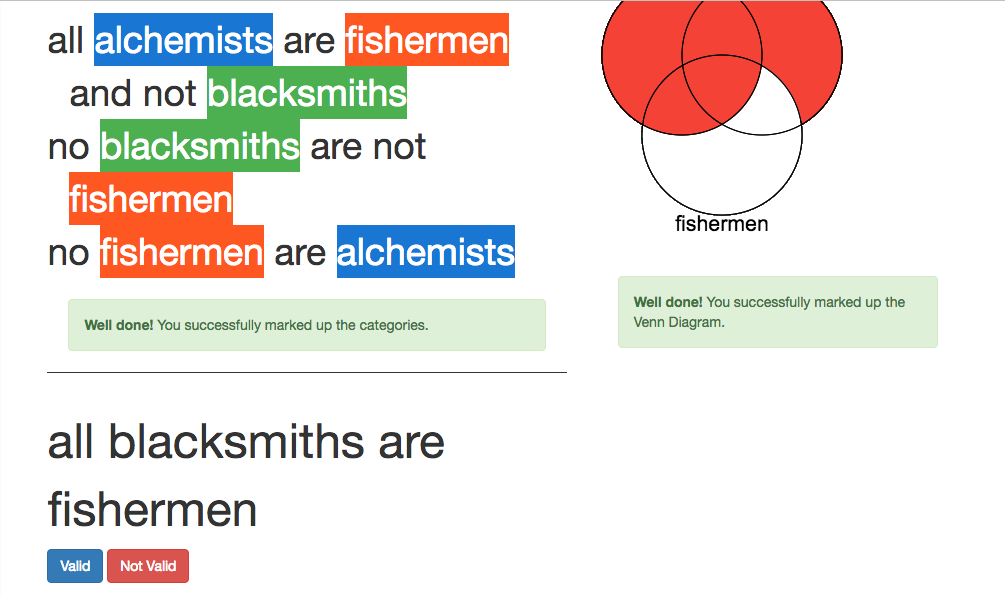 all alchemists are fishermen
and not blacksmiths
no blacksmiths are not
fishermen
no fishermen are alchemists
Well done! You successfully marked up the categories.
fishermen
Well done! You successfully marked up the
Venn Diagram.
all blacksmiths are
fishermen
Valid
Not Valid